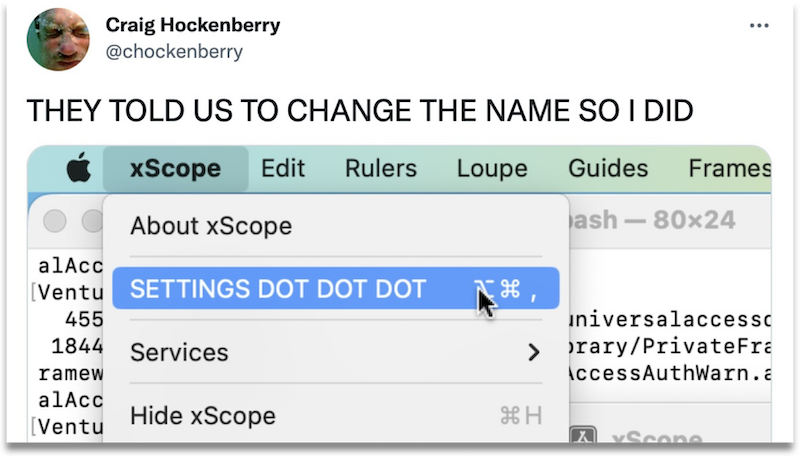 Craig Hockenberry
@chockenberry
THEY TOLD US TO CHANGE THE NAME SO I DID
xScope Edit Rulers Loupe Guides Frames
About xScope
bash — 80×24
alAcc
SETTINGS DOT DOT DOT ⌥⌘ ,
[Ventu
455 universalaccessd
Services
1844 brary/PrivateFra
ramew AccessAuthWarn.a
alAcc
Hide xScope ⌘H
[Ventu
xScope